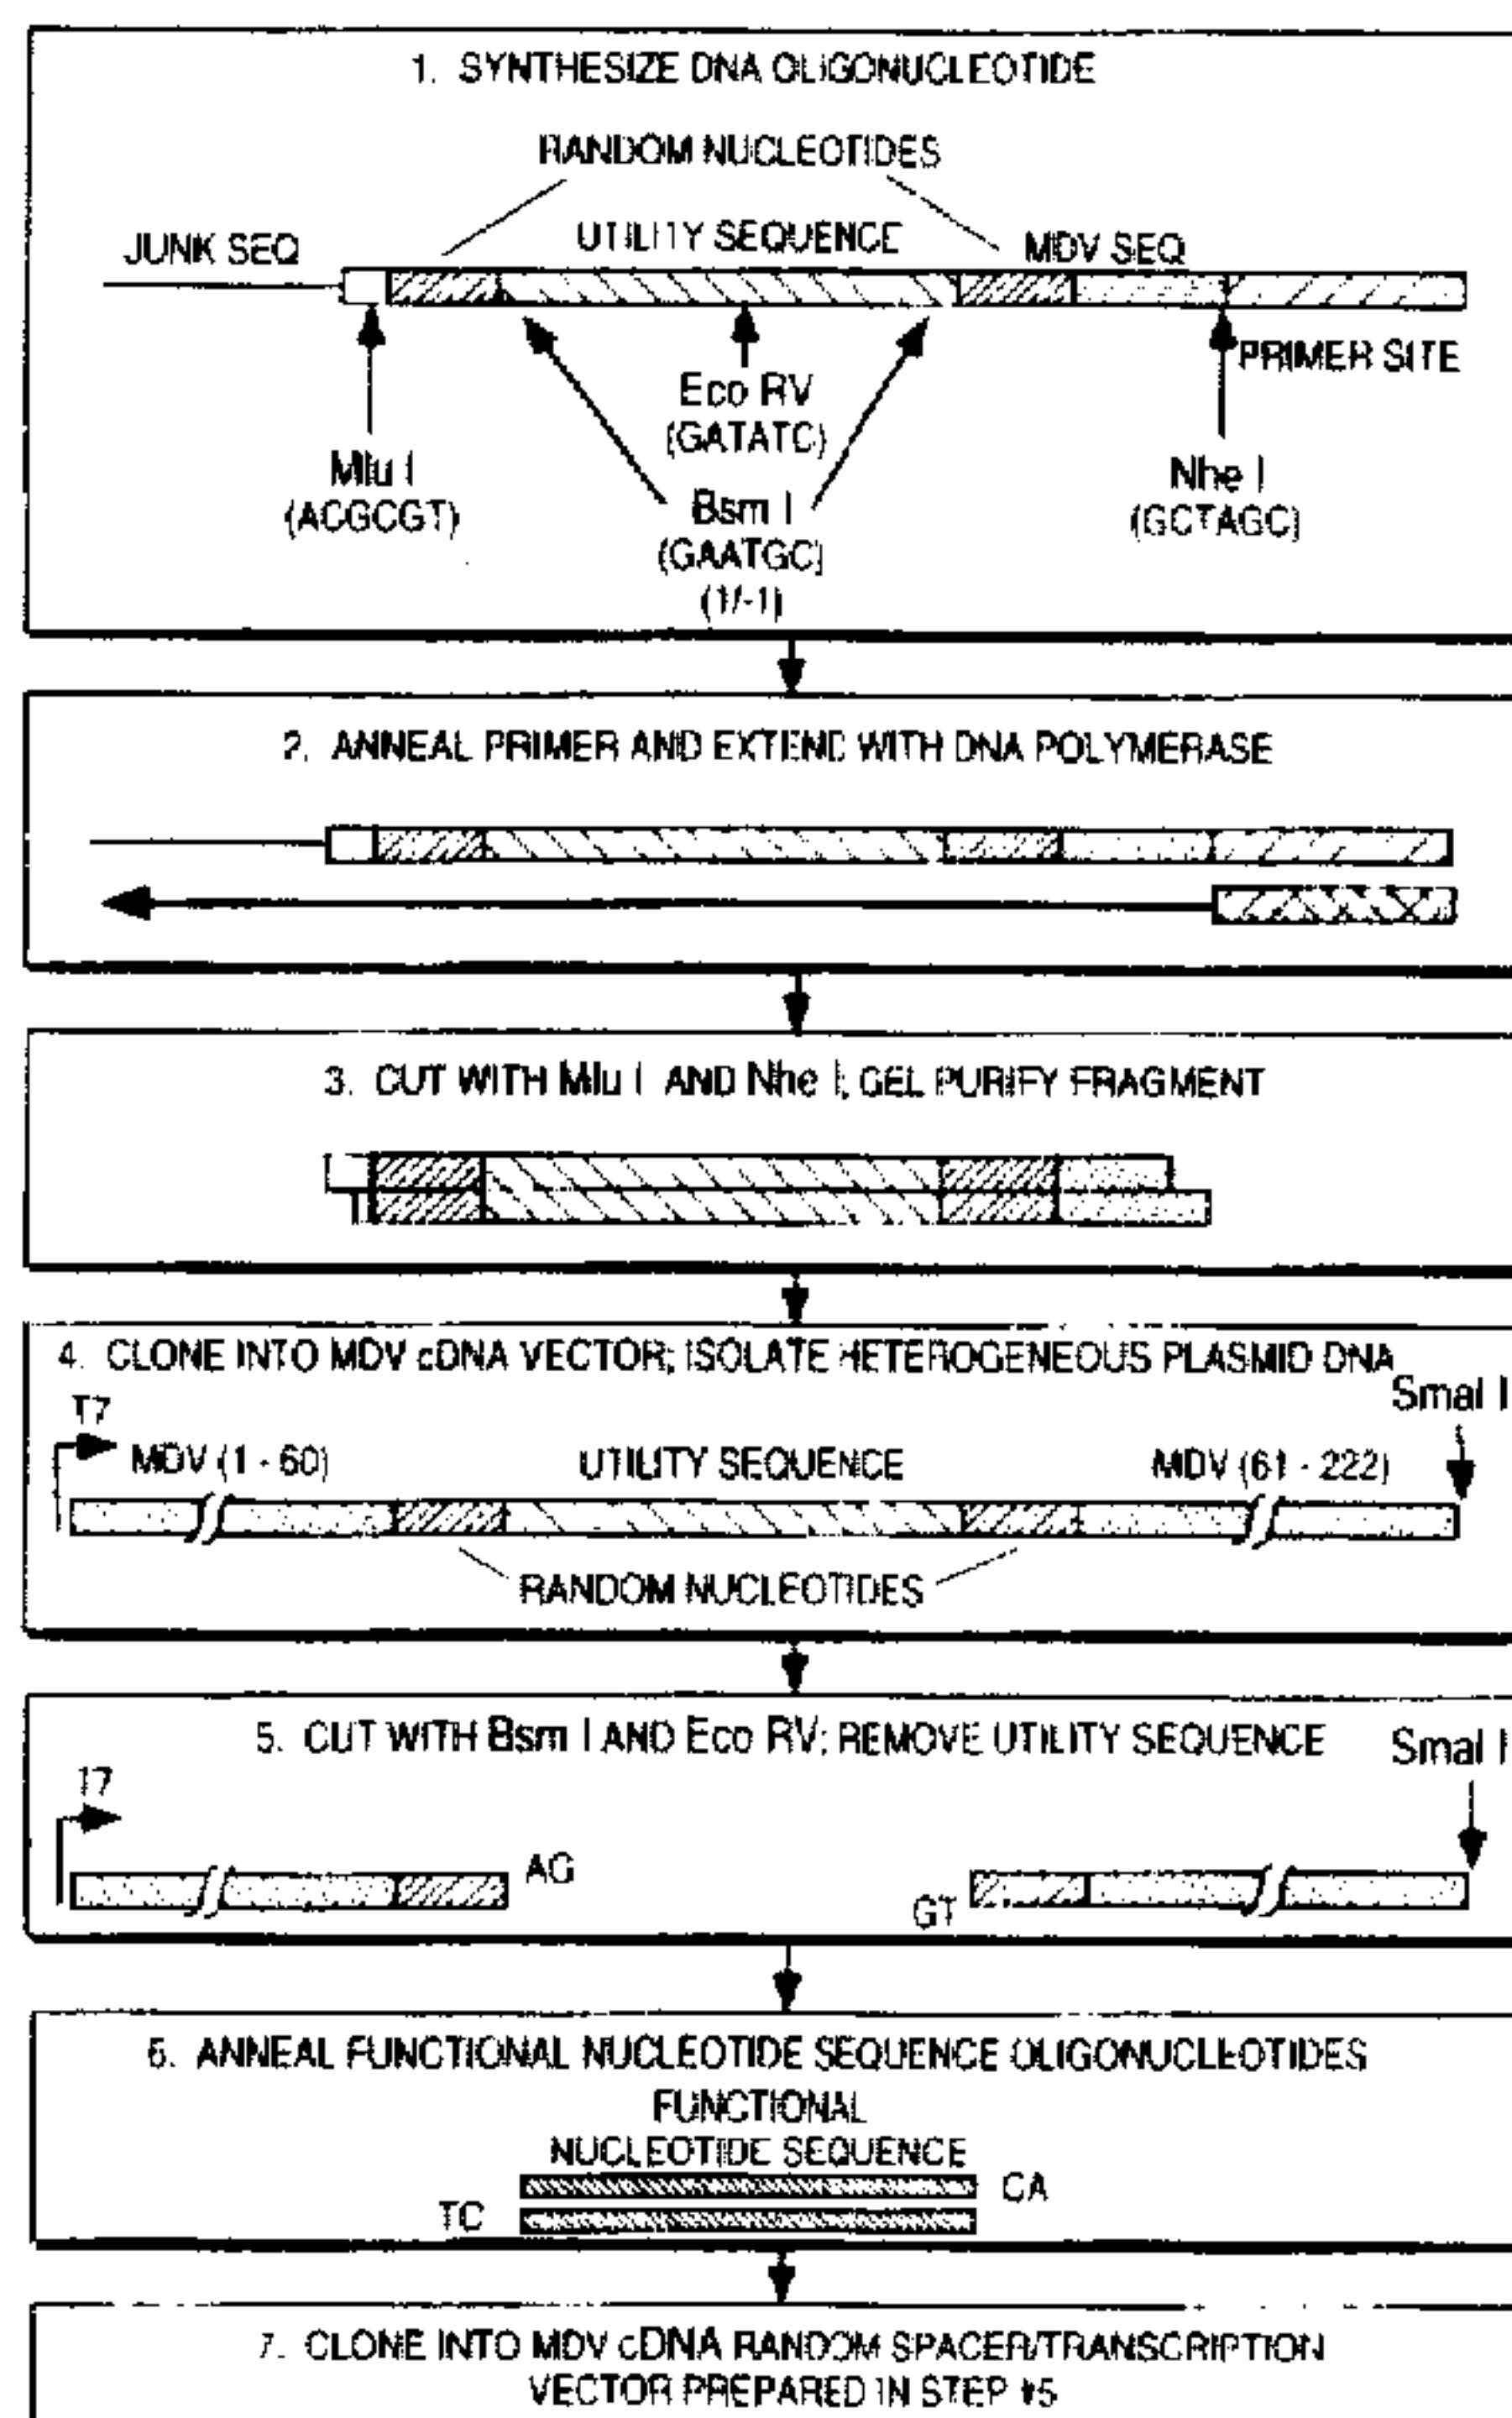 1. SYNTHESIZE DNA OLIGONUCLEOTIDE
RANDOM NUCLEOTIDES
JUNK SEQ
UTILITY SEQUENCE
MDV SEQ
PRIMER SITE
Eco RV
(GATATC)
Mlu I
(ACGCGT)
Bsm I
(GAATGC)
(1/-1)
Nhe I
(GCTAGC)
2. ANNEAL PRIMER AND EXTEND WITH DNA POLYMERASE
3. CUT WITH Mlu I AND Nhe I; GEL PURIFY FRAGMENT
4. CLONE INTO MDV cDNA VECTOR; ISOLATE HETEROGENEOUS PLASMID DNA
Smal I
T7
MDV (1 - 60)
UTILITY SEQUENCE
MDV (61 - 222)
RANDOM NUCLEOTIDES
5. CUT WITH Bsm I AND Eco RV; REMOVE UTILITY SEQUENCE
Smal I
T7
AG
GT
6. ANNEAL FUNCTIONAL NUCLEOTIDE SEQUENCE OLIGONUCLEOTIDES
FUNCTIONAL
NUCLEOTIDE SEQUENCE
CA
TC
7. CLONE INTO MDV cDNA RANDOM SPACER/TRANSCRIPTION
VECTOR PREPARED IN STEP #5